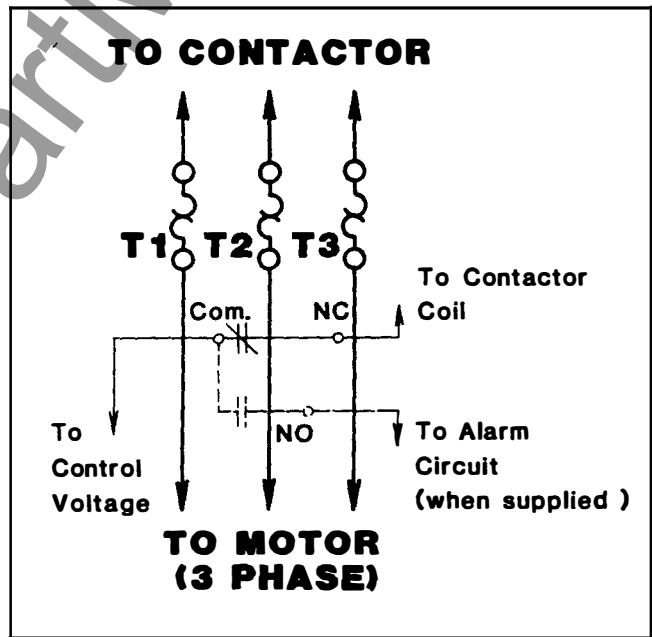 TO CONTACTOR
T1 T2 T3
To Contactor
Coil
Com. NC
NO
To
Control
Voltage
To Alarm
Circuit
(when supplied )
TO MOTOR
(3 PHASE)